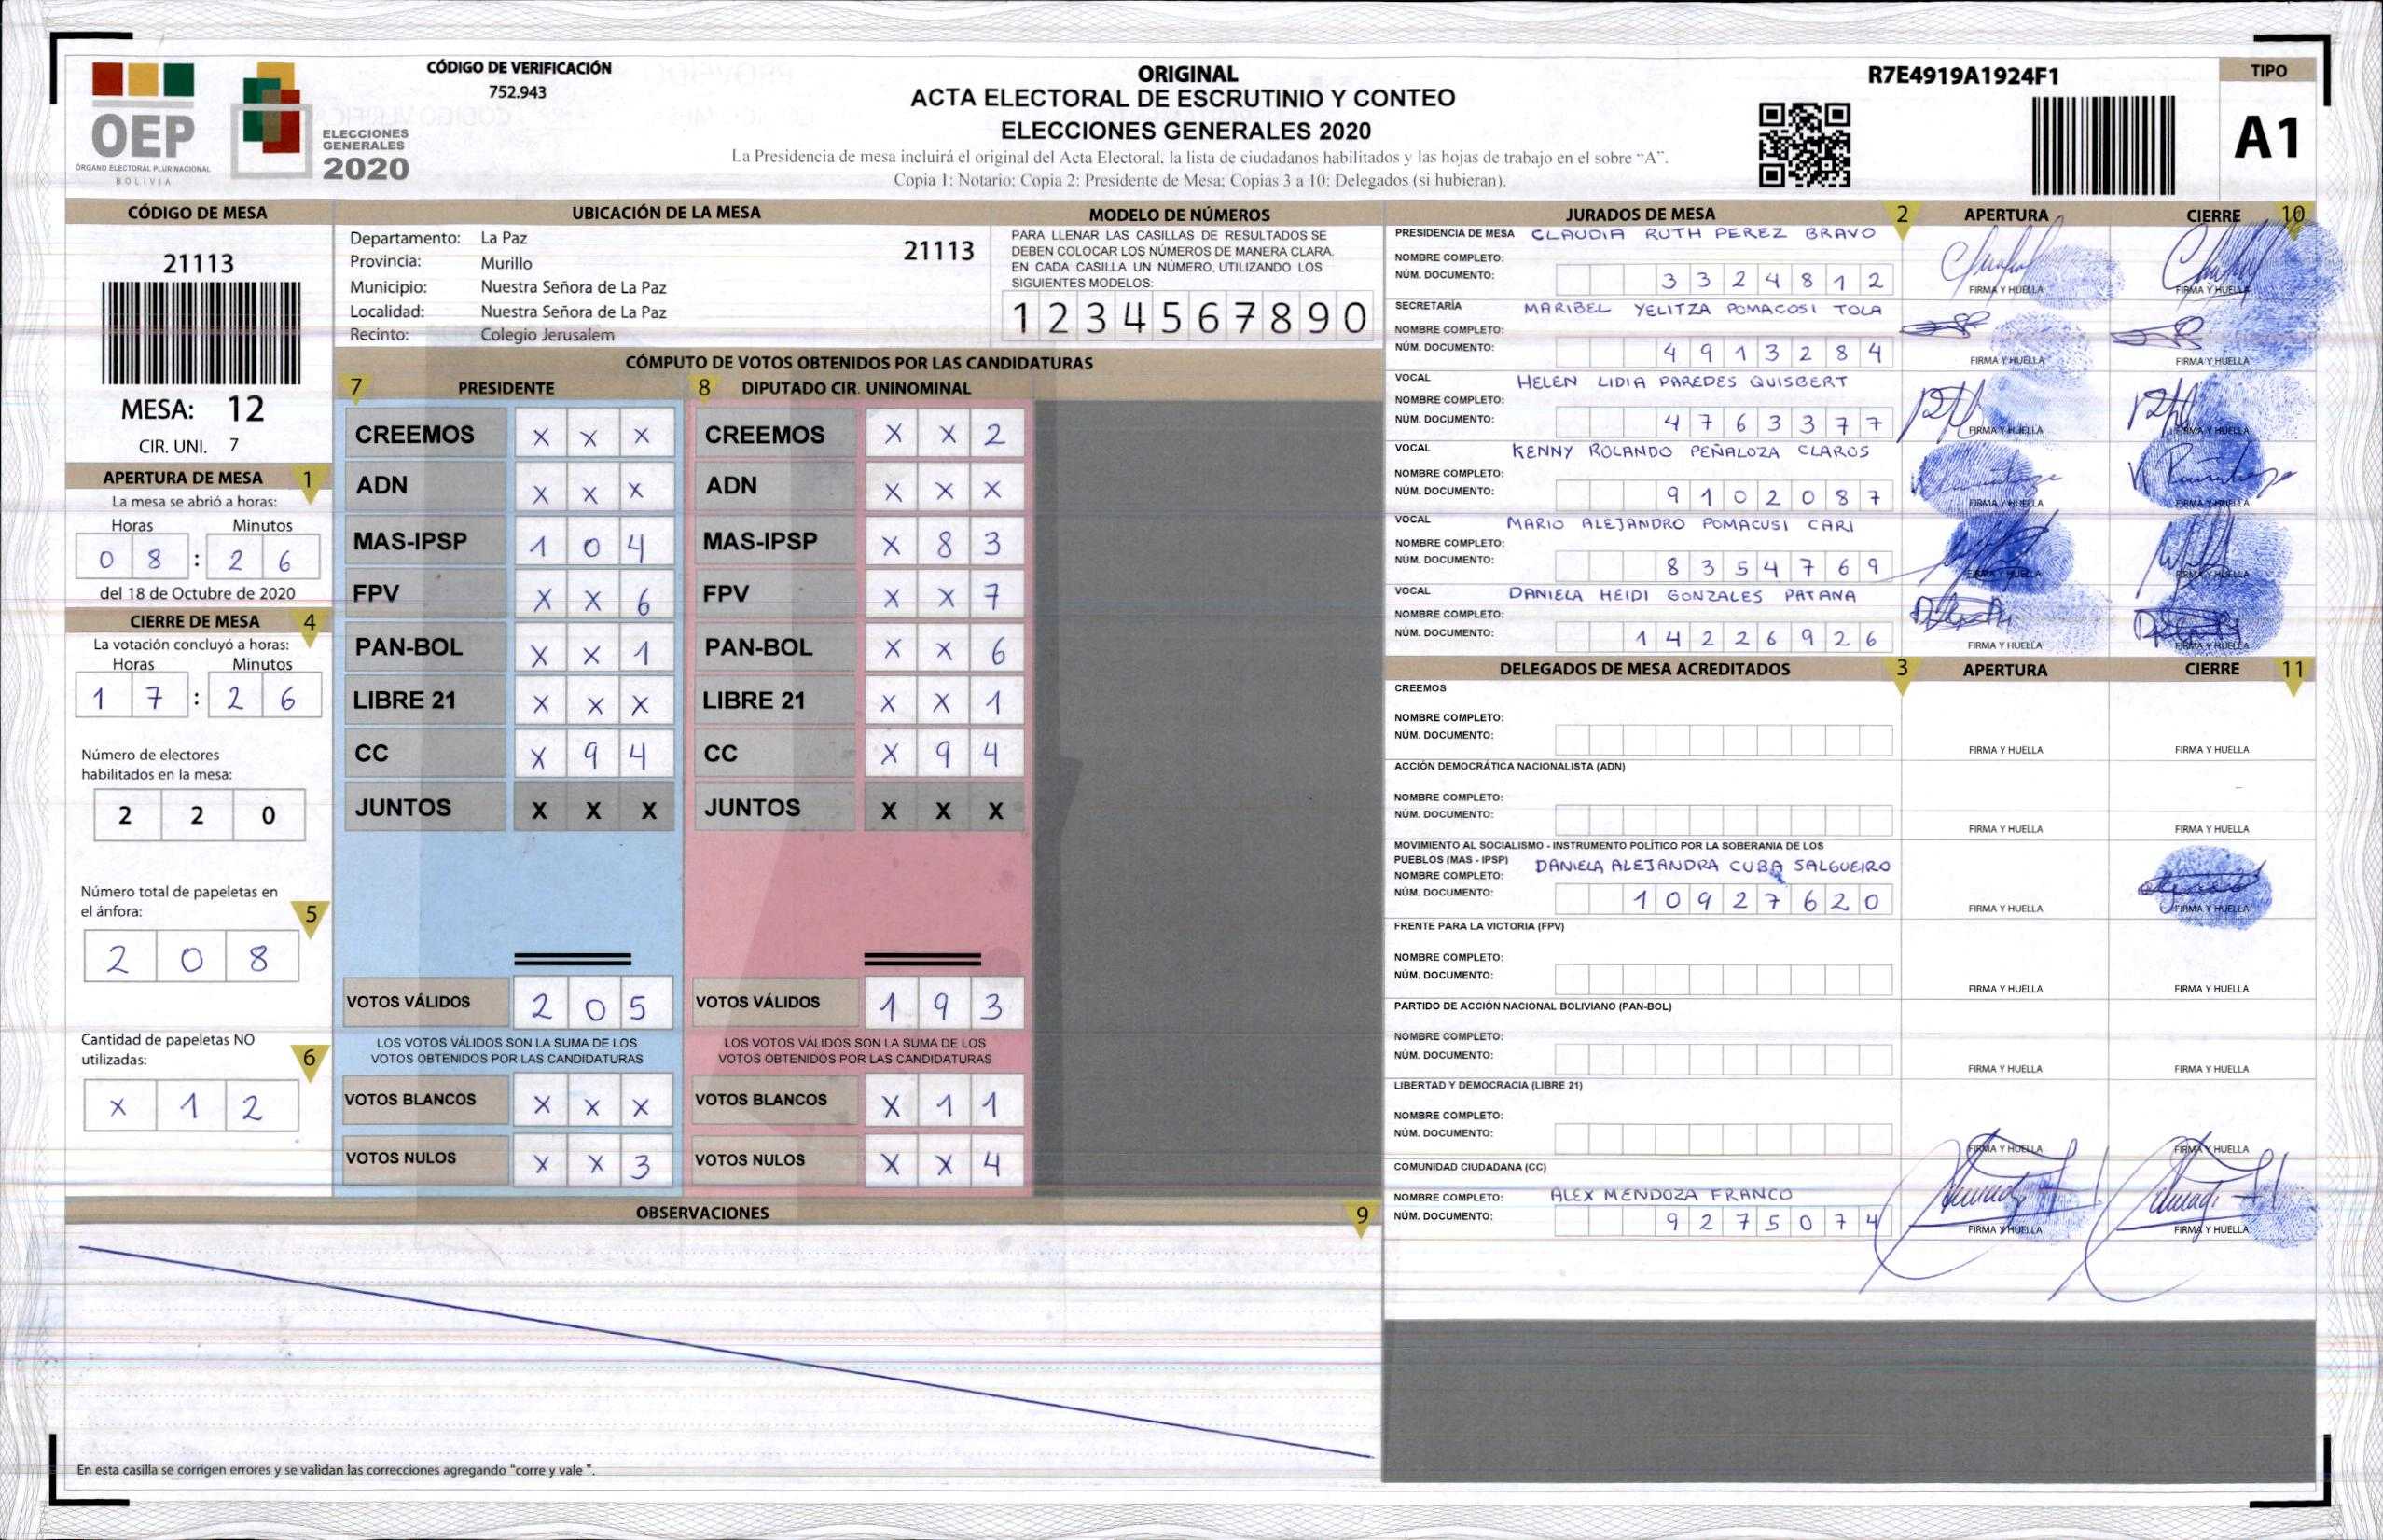 OEP
ÓRGANO ELECTORAL PLURINACIONAL
BOLIVIA
ELECCIONES
GENERALES
2020
CÓDIGO DE VERIFICACIÓN
752.943
ORIGINAL
ACTA ELECTORAL DE ESCRUTINIO Y CONTEO
ELECCIONES GENERALES 2020
La Presidencia de mesa incluirá el original del Acta Electoral, la lista de ciudadanos habilitados y las hojas de trabajo en el sobre “A”.
Copia 1: Notario; Copia 2: Presidente de Mesa; Copias 3 a 10: Delegados (si hubieran).
R7E4919A1924F1
TIPO
A1
CÓDIGO DE MESA
21113
MESA: 12
CIR. UNI. 7
APERTURA DE MESA 1
La mesa se abrió a horas:
Horas Minutos
0 8 : 2 6
del 18 de Octubre de 2020
CIERRE DE MESA 4
La votación concluyó a horas:
Horas Minutos
1 7 : 2 6
Número de electores
habilitados en la mesa:
2 2 0
Número total de papeletas en
el ánfora: 5
2 0 8
Cantidad de papeletas NO
utilizadas: 6
X 1 2
UBICACIÓN DE LA MESA
Departamento: La Paz
21113
Provincia: Murillo
Municipio: Nuestra Señora de La Paz
Localidad: Nuestra Señora de La Paz
Recinto: Colegio Jerusalem
MODELO DE NÚMEROS
PARA LLENAR LAS CASILLAS DE RESULTADOS SE
DEBEN COLOCAR LOS NÚMEROS DE MANERA CLARA.
EN CADA CASILLA UN NÚMERO, UTILIZANDO LOS
SIGUIENTES MODELOS:
1 2 3 4 5 6 7 8 9 0
CÓMPUTO DE VOTOS OBTENIDOS POR LAS CANDIDATURAS
7 PRESIDENTE 8 DIPUTADO CIR. UNINOMINAL
CREEMOS X X X CREEMOS X X 2
ADN X X X ADN X X X
MAS-IPSP 1 0 4 MAS-IPSP X 8 3
FPV X X 6 FPV X X 7
PAN-BOL X X 1 PAN-BOL X X 6
LIBRE 21 X X X LIBRE 21 X X 1
CC X 9 4 CC X 9 4
JUNTOS X X X JUNTOS X X X
VOTOS VÁLIDOS 2 0 5 VOTOS VÁLIDOS 1 9 3
LOS VOTOS VÁLIDOS SON LA SUMA DE LOS LOS VOTOS VÁLIDOS SON LA SUMA DE LOS
VOTOS OBTENIDOS POR LAS CANDIDATURAS VOTOS OBTENIDOS POR LAS CANDIDATURAS
VOTOS BLANCOS X X X VOTOS BLANCOS X 1 1
VOTOS NULOS X X 3 VOTOS NULOS X X 4
OBSERVACIONES 9
En esta casilla se corrigen errores y se validan las correcciones agregando "corre y vale ".
JURADOS DE MESA 2 APERTURA CIERRE 10
PRESIDENCIA DE MESA CLAUDIA RUTH PEREZ BRAVO
NOMBRE COMPLETO:
NÚM. DOCUMENTO: 3 3 2 4 8 1 2
FIRMA Y HUELLA FIRMA Y HUELLA
SECRETARÍA MARIBEL YELITZA POMACOSI TOLA
NOMBRE COMPLETO:
NÚM. DOCUMENTO: 4 9 1 3 2 8 4
FIRMA Y HUELLA FIRMA Y HUELLA
VOCAL HELEN LIDIA PAREDES QUISBERT
NOMBRE COMPLETO:
NÚM. DOCUMENTO: 4 7 6 3 3 7 7
FIRMA Y HUELLA FIRMA Y HUELLA
VOCAL KENNY ROLANDO PEÑALOZA CLAROS
NOMBRE COMPLETO:
NÚM. DOCUMENTO: 9 1 0 2 0 8 7
FIRMA Y HUELLA FIRMA Y HUELLA
VOCAL MARIO ALEJANDRO POMACUSI CARI
NOMBRE COMPLETO:
NÚM. DOCUMENTO: 8 3 5 4 7 6 9
FIRMA Y HUELLA FIRMA Y HUELLA
VOCAL DANIELA HEIDI GONZALES PATANA
NOMBRE COMPLETO:
NÚM. DOCUMENTO: 1 4 2 2 6 9 2 6
FIRMA Y HUELLA FIRMA Y HUELLA
DELEGADOS DE MESA ACREDITADOS 3 APERTURA CIERRE 11
CREEMOS
NOMBRE COMPLETO:
NÚM. DOCUMENTO:
FIRMA Y HUELLA FIRMA Y HUELLA
ACCIÓN DEMOCRÁTICA NACIONALISTA (ADN)
NOMBRE COMPLETO:
NÚM. DOCUMENTO:
FIRMA Y HUELLA FIRMA Y HUELLA
MOVIMIENTO AL SOCIALISMO - INSTRUMENTO POLÍTICO POR LA SOBERANIA DE LOS
PUEBLOS (MAS - IPSP) DANIELA ALEJANDRA CUBA SALGUEIRO
NOMBRE COMPLETO:
NÚM. DOCUMENTO: 1 0 9 2 7 6 2 0
FIRMA Y HUELLA FIRMA Y HUELLA
FRENTE PARA LA VICTORIA (FPV)
NOMBRE COMPLETO:
NÚM. DOCUMENTO:
FIRMA Y HUELLA FIRMA Y HUELLA
PARTIDO DE ACCIÓN NACIONAL BOLIVIANO (PAN-BOL)
NOMBRE COMPLETO:
NÚM. DOCUMENTO:
FIRMA Y HUELLA FIRMA Y HUELLA
LIBERTAD Y DEMOCRACIA (LIBRE 21)
NOMBRE COMPLETO:
NÚM. DOCUMENTO:
FIRMA Y HUELLA FIRMA Y HUELLA
COMUNIDAD CIUDADANA (CC)
NOMBRE COMPLETO: ALEX MENDOZA FRANCO
NÚM. DOCUMENTO: 9 2 7 5 0 7 4
FIRMA Y HUELLA FIRMA Y HUELLA